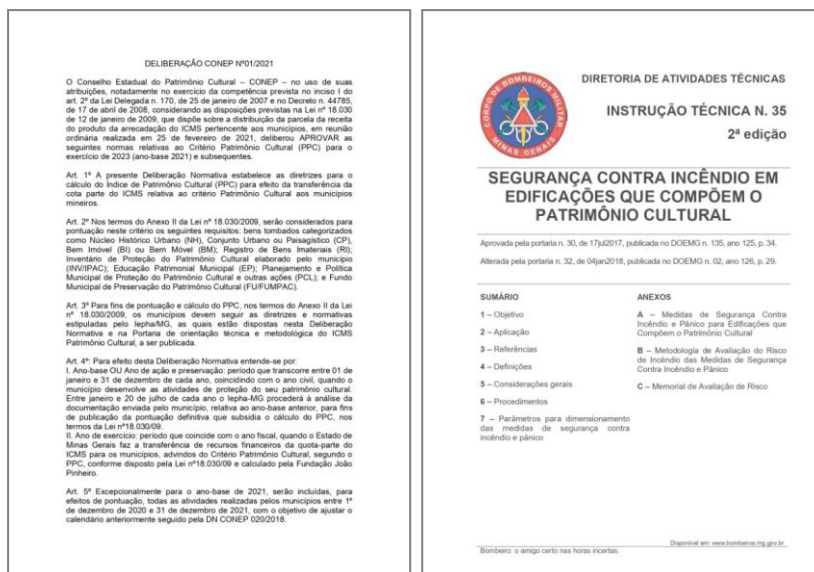 DELIBERAÇÃO CONEP Nº01/2021
O Conselho Estadual do Patrimônio Cultural – CONEP – no uso de suas
atribuições, notadamente no exercício da competência prevista no inciso I do
art. 2º da Lei Delegada n. 170, de 25 de janeiro de 2007 e no Decreto n. 44785,
de 17 de abril de 2008, considerando as disposições previstas na Lei nº 18.030
de 12 de janeiro de 2009, que dispõe sobre a distribuição da parcela da receita
do produto da arrecadação do ICMS pertencente aos municípios, em reunião
ordinária realizada em 25 de fevereiro de 2021, deliberou APROVAR as
seguintes normas relativas ao Critério Patrimônio Cultural (PPC) para o
exercício de 2023 (ano-base 2021) e subsequentes.
Art. 1º A presente Deliberação Normativa estabelece as diretrizes para o
cálculo do Índice de Patrimônio Cultural (PPC) para efeito da transferência da
cota parte do ICMS relativa ao critério Patrimônio Cultural aos municípios
mineiros.
Art. 2º Nos termos do Anexo II da Lei nº 18.030/2009, serão considerados para
pontuação neste critério os seguintes requisitos: bens tombados categorizados
como Núcleo Histórico Urbano (NH), Conjunto Urbano ou Paisagístico (CP),
Bem Imóvel (BI) ou Bem Móvel (BM); Registro de Bens Imateriais (RI);
Inventário de Proteção do Patrimônio Cultural elaborado pelo município
(INV/IPAC); Educação Patrimonial Municipal (EP); Planejamento e Política
Municipal de Proteção do Patrimônio Cultural e outras ações (PCL); e Fundo
Municipal de Preservação do Patrimônio Cultural (FU/FUMPAC).
Art. 3º Para fins de pontuação e cálculo do PPC, nos termos do Anexo II da Lei
nº 18.030/2009, os municípios devem seguir as diretrizes e normativas
estipuladas pelo Iepha/MG, as quais estão dispostas nesta Deliberação
Normativa e na Portaria de orientação técnica e metodológica do ICMS
Patrimônio Cultural, a ser publicada.
Art. 4º: Para efeito desta Deliberação Normativa entende-se por:
I. Ano-base OU Ano de ação e preservação: período que transcorre entre 01 de
janeiro e 31 de dezembro de cada ano, coincidindo com o ano civil, quando o
município desenvolve as atividades de proteção do seu patrimônio cultural.
Entre janeiro e 20 de julho de cada ano o Iepha-MG procederá à análise da
documentação enviada pelo município, relativa ao ano-base anterior, para fins
de publicação da pontuação definitiva que subsidia o cálculo do PPC, nos
termos da Lei nº18.030/09.
II. Ano de exercício: período que coincide com o ano fiscal, quando o Estado de
Minas Gerais faz a transferência de recursos financeiros da quota-parte do
ICMS para os municípios, advindos do Critério Patrimônio Cultural, segundo o
PPC, conforme disposto pela Lei nº18.030/09 e calculado pela Fundação João
Pinheiro.
Art. 5º Excepcionalmente para o ano-base de 2021, serão incluídas, para
efeitos de pontuação, todas as atividades realizadas pelos municípios entre 1º
de dezembro de 2020 e 31 de dezembro de 2021, com o objetivo de ajustar o
calendário anteriormente seguido pela DN CONEP 020/2018.
CORPO DE BOMBEIROS MILITAR
MINAS GERAIS
DIRETORIA DE ATIVIDADES TÉCNICAS
INSTRUÇÃO TÉCNICA N. 35
2ª edição
SEGURANÇA CONTRA INCÊNDIO EM
EDIFICAÇÕES QUE COMPÕEM O
PATRIMÔNIO CULTURAL
Aprovada pela portaria n. 30, de 17jul2017, publicada no DOEMG n. 135, ano 125, p. 34.
Alterada pela portaria n. 32, de 04jan2018, publicada no DOEMG n. 02, ano 126, p. 29.
SUMÁRIO
1 – Objetivo
2 – Aplicação
3 – Referências
4 – Definições
5 – Considerações gerais
6 – Procedimentos
7 – Parâmetros para dimensionamento
das medidas de segurança contra
incêndio e pânico
ANEXOS
A – Medidas de Segurança Contra
Incêndio e Pânico para Edificações que
Compõem o Patrimônio Cultural
B – Metodologia de Avaliação do Risco
de Incêndio das Medidas de Segurança
Contra Incêndio e Pânico
C – Memorial de Avaliação de Risco
Disponível em: www.bombeiros.mg.gov.br
Bombeiro: o amigo certo nas horas incertas.